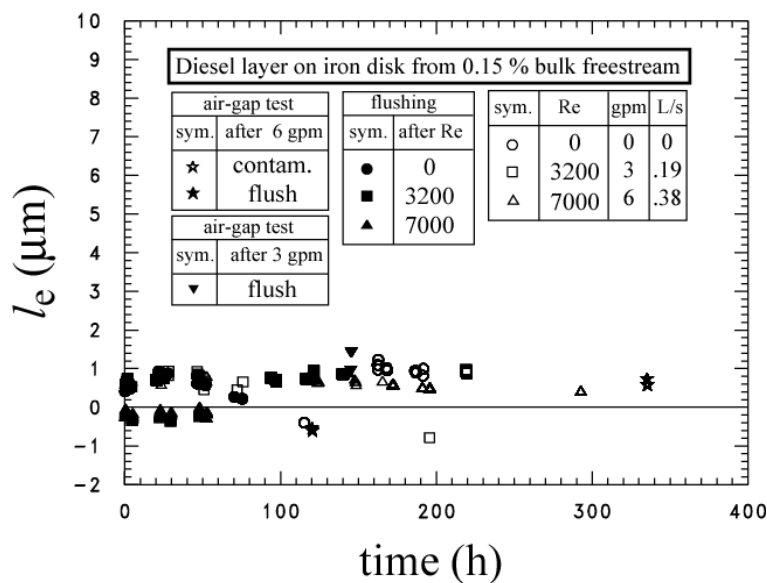 Diesel layer on iron disk from 0.15 % bulk freestream
air-gap test
sym. after 6 gpm
contam.
flush
air-gap test
sym. after 3 gpm
flush
flushing
sym. after Re
0
3200
7000
sym. Re gpm L/s
0 0 0
3200 3 .19
7000 6 .38
10
9
8
7
6
5
4
3
2
1
0
-1
-2
le (μm)
0 100 200 300 400
time (h)